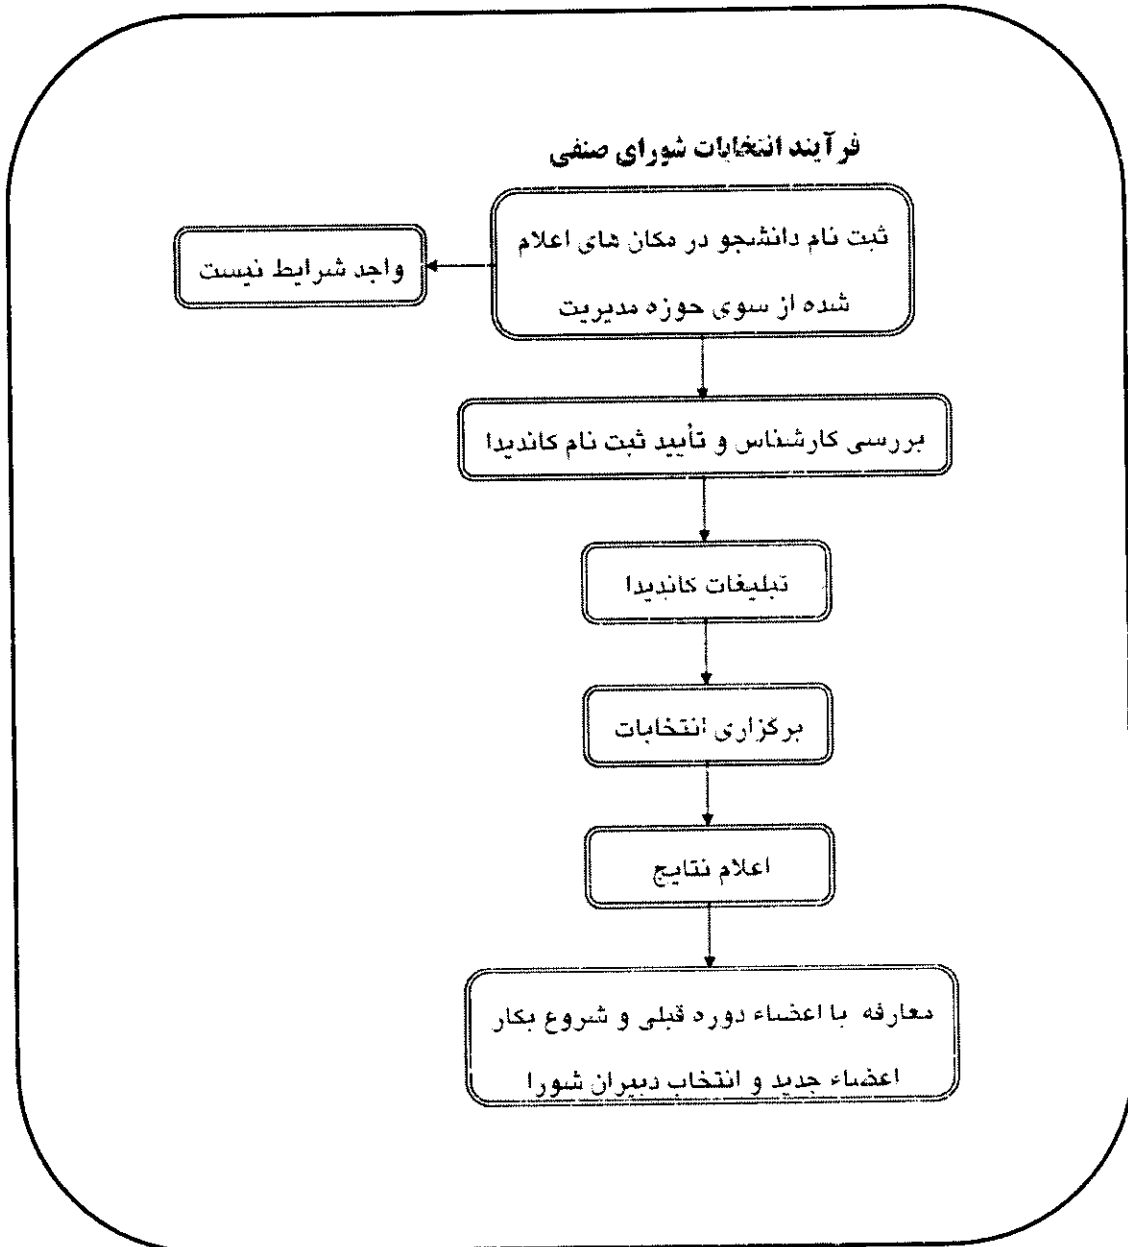 فرآیند انتخابات شورای صنفی
ثبت نام دانشجو در مکان های اعلام
شده از سوی حوزه مدیریت
واجد شرایط نیست
بررسی کارشناس و تأیید ثبت نام کاندیدا
تبلیغات کاندیدا
برگزاری انتخابات
اعلام نتایج
معارفه با اعضاء دوره قبلی و شروع بکار
اعضاء جدید و انتخاب دبیران شورا